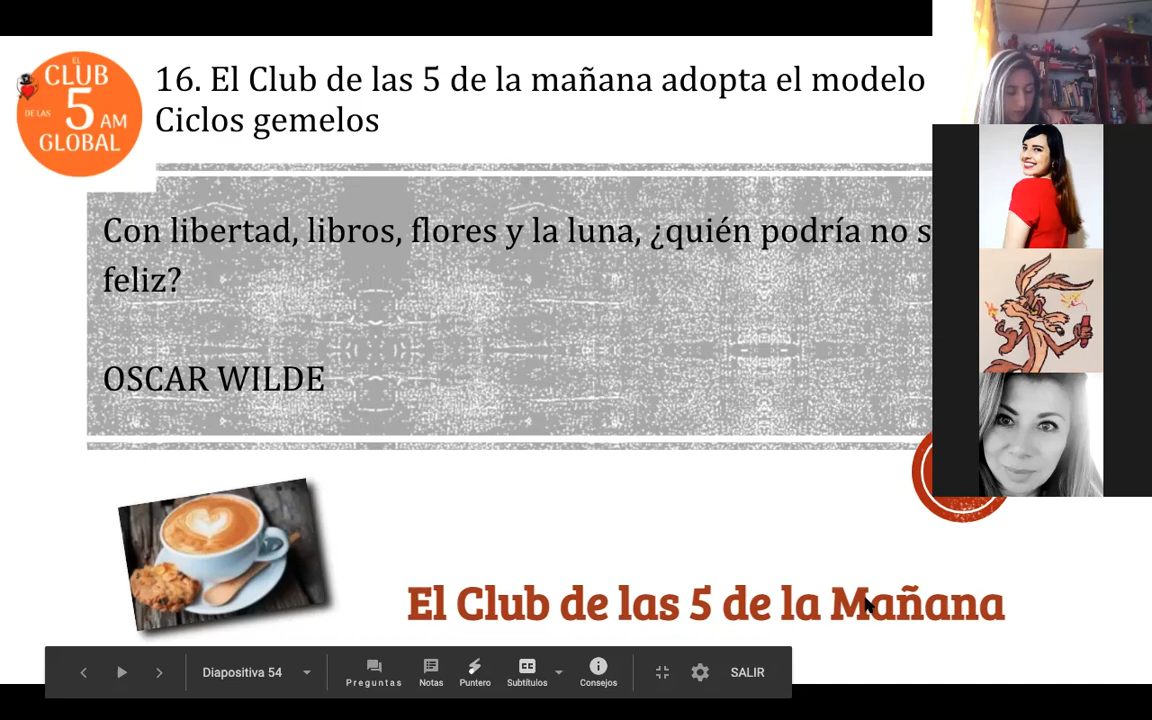 EL
CLUB
DE LAS 5 AM
GLOBAL
16. El Club de las 5 de la mañana adopta el modelo
Ciclos gemelos
Con libertad, libros, flores y la luna, ¿quién podría no s
feliz?
OSCAR WILDE
El Club de las 5 de la Mañana
Diapositiva 54
Preguntas
Notas
Puntero
CC
Subtítulos
Consejos
SALIR